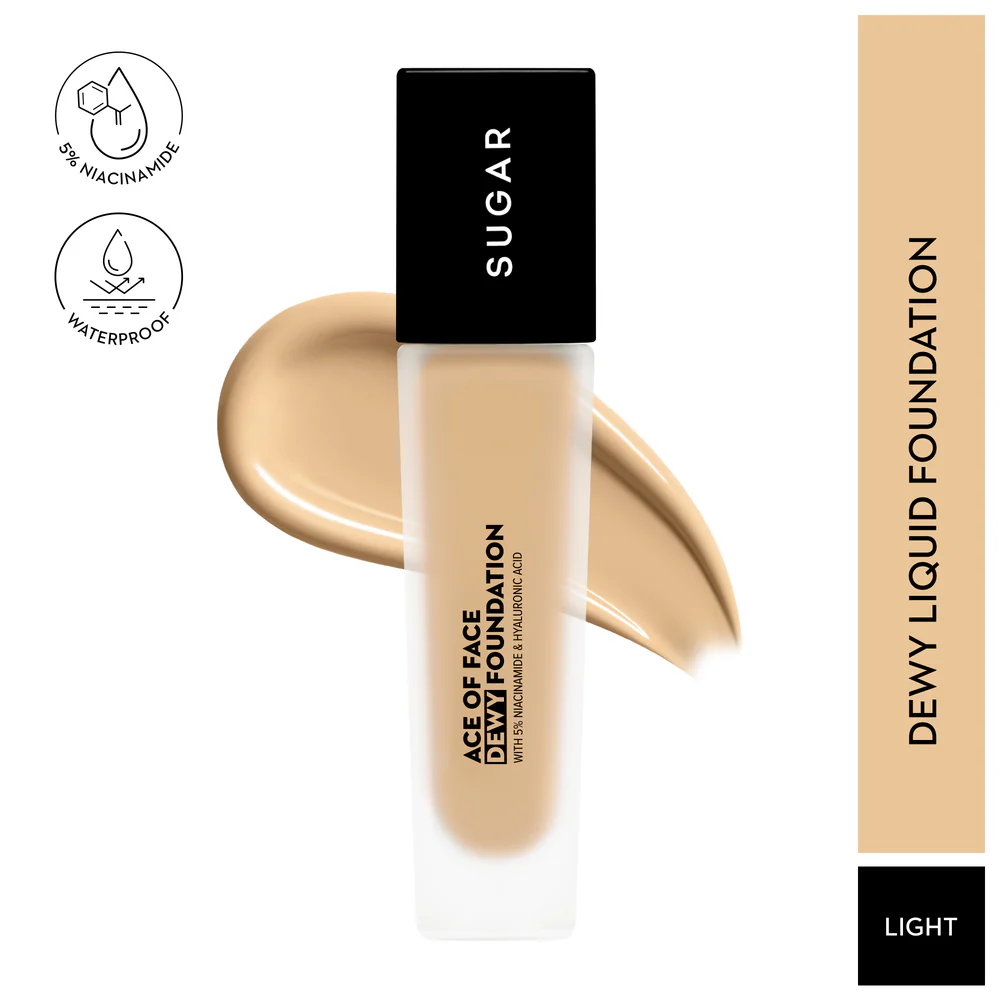 5% NIACINAMIDE
WATERPROOF
SUGAR
ACE OF FACE
DEWY FOUNDATION
WITH 5% NIACINAMIDE & HYALURONIC ACID
DEWY LIQUID FOUNDATION
LIGHT